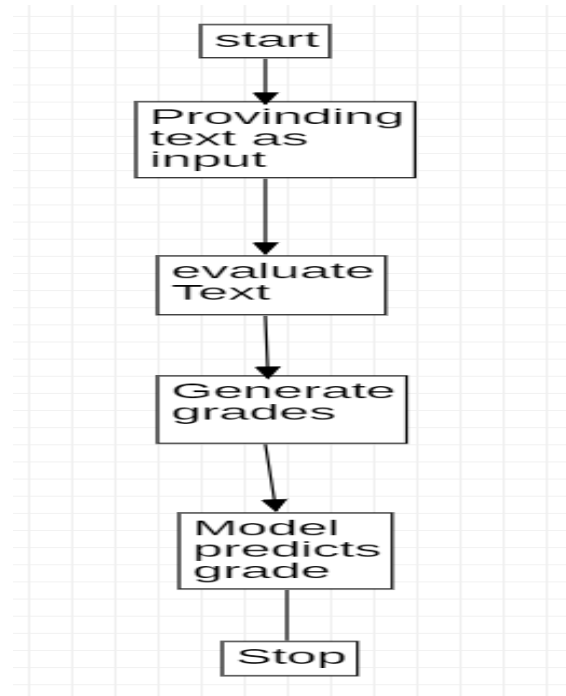 start
Provinding
text as
input
evaluate
Text
Generate
grades
Model
predicts
grade
Stop